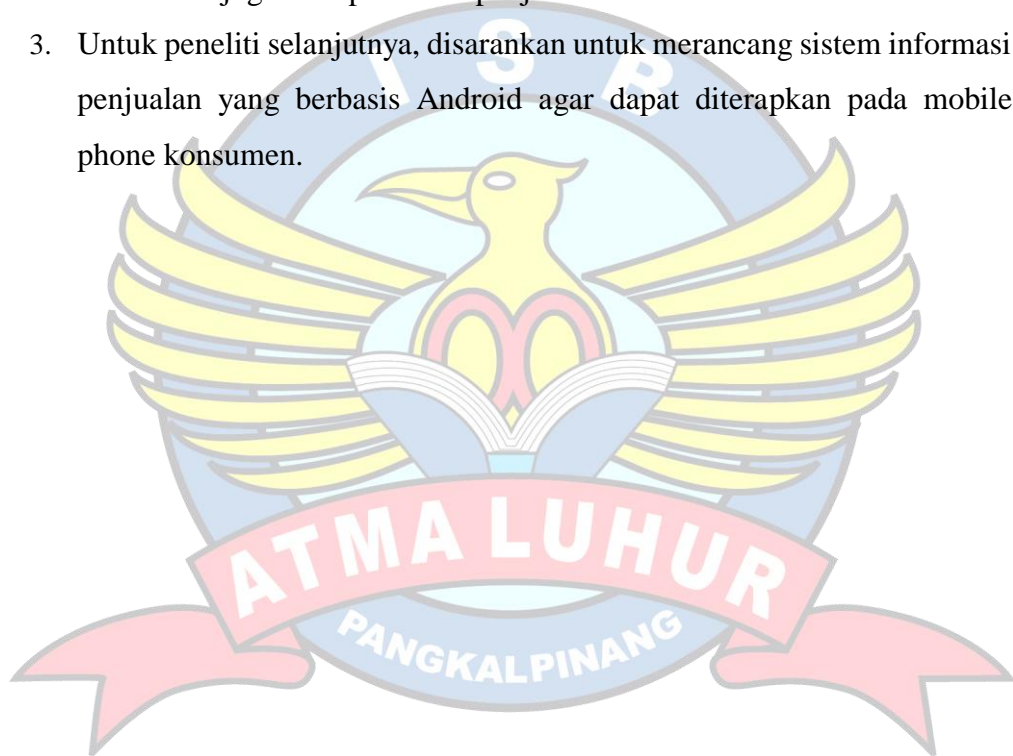 3. Untuk peneliti selanjutnya, disarankan untuk merancang sistem informasi
penjualan yang berbasis Android agar dapat diterapkan pada mobile
phone konsumen.
I S B
ATMA LUHUR
PANGKALPINANG